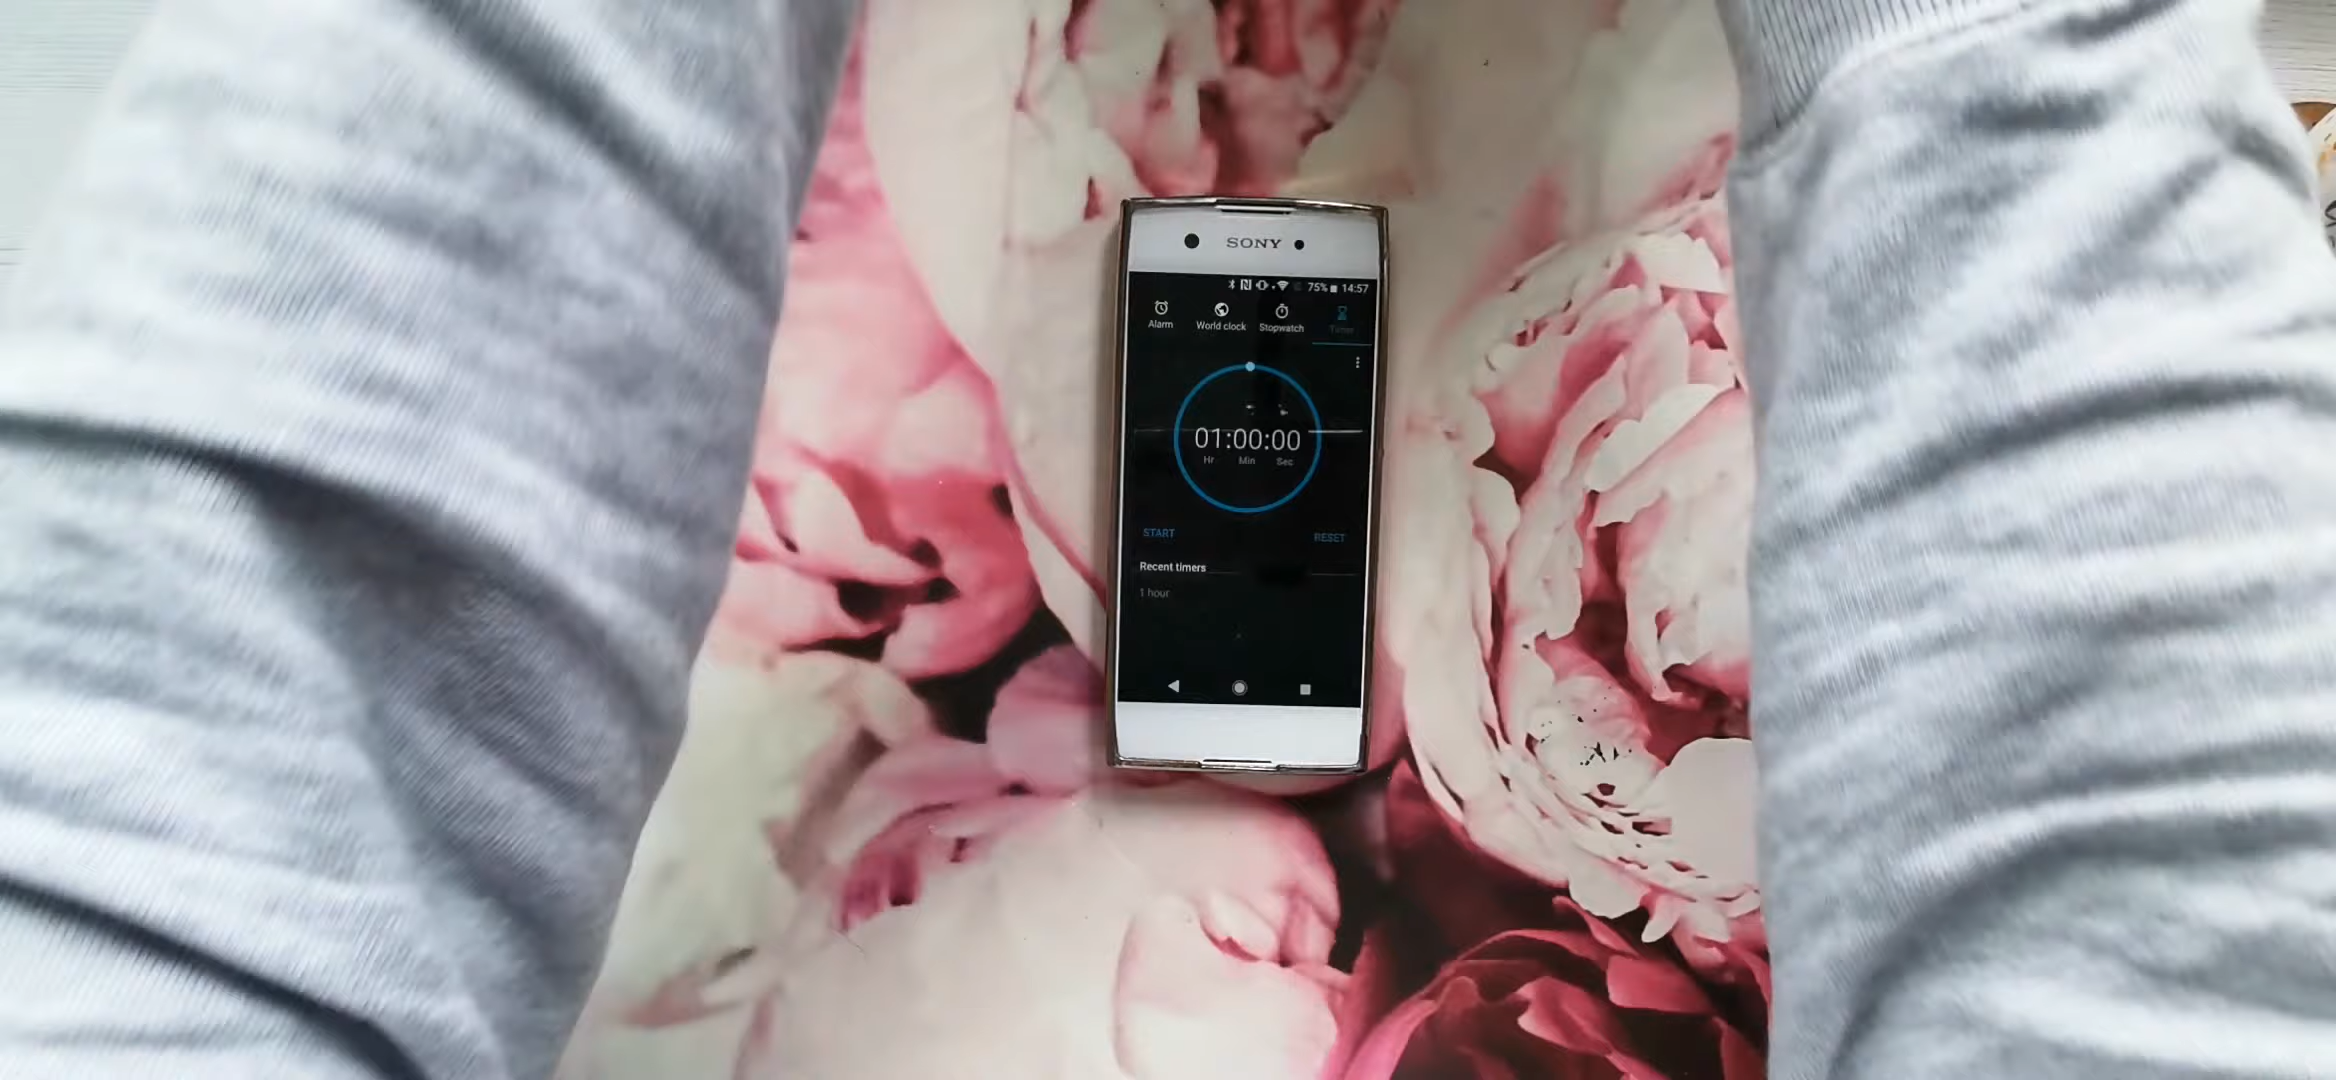 SONY
75% 14:57
Alarm World clock Stopwatch Timer
01:00:00
Hr Min Sec
START RESET
Recent timers
1 hour